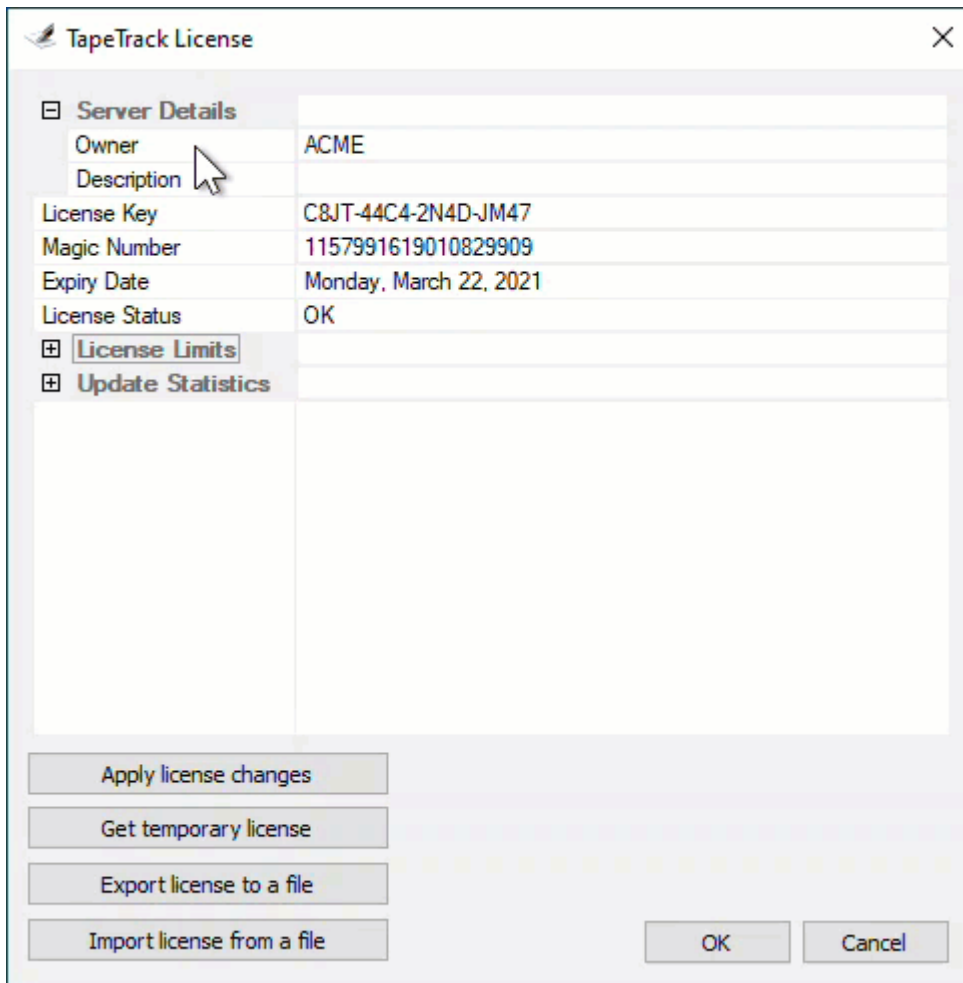 TapeTrack License
Server Details
Owner ACME
Description
License Key C8JT-44C4-2N4D-JM47
Magic Number 1157991619010829909
Expiry Date Monday, March 22, 2021
License Status OK
License Limits
Update Statistics
Apply license changes
Get temporary license
Export license to a file
Import license from a file OK Cancel